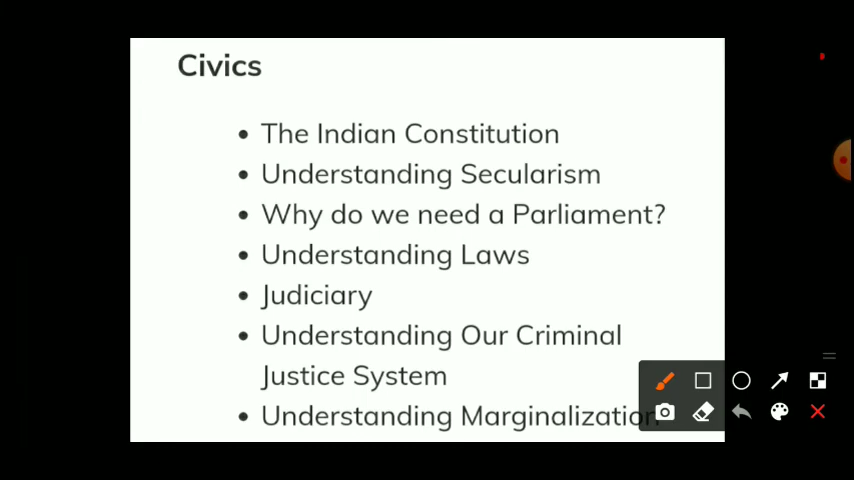 Civics
• The Indian Constitution
• Understanding Secularism
• Why do we need a Parliament?
• Understanding Laws
• Judiciary
• Understanding Our Criminal
Justice System
• Understanding Marginalization